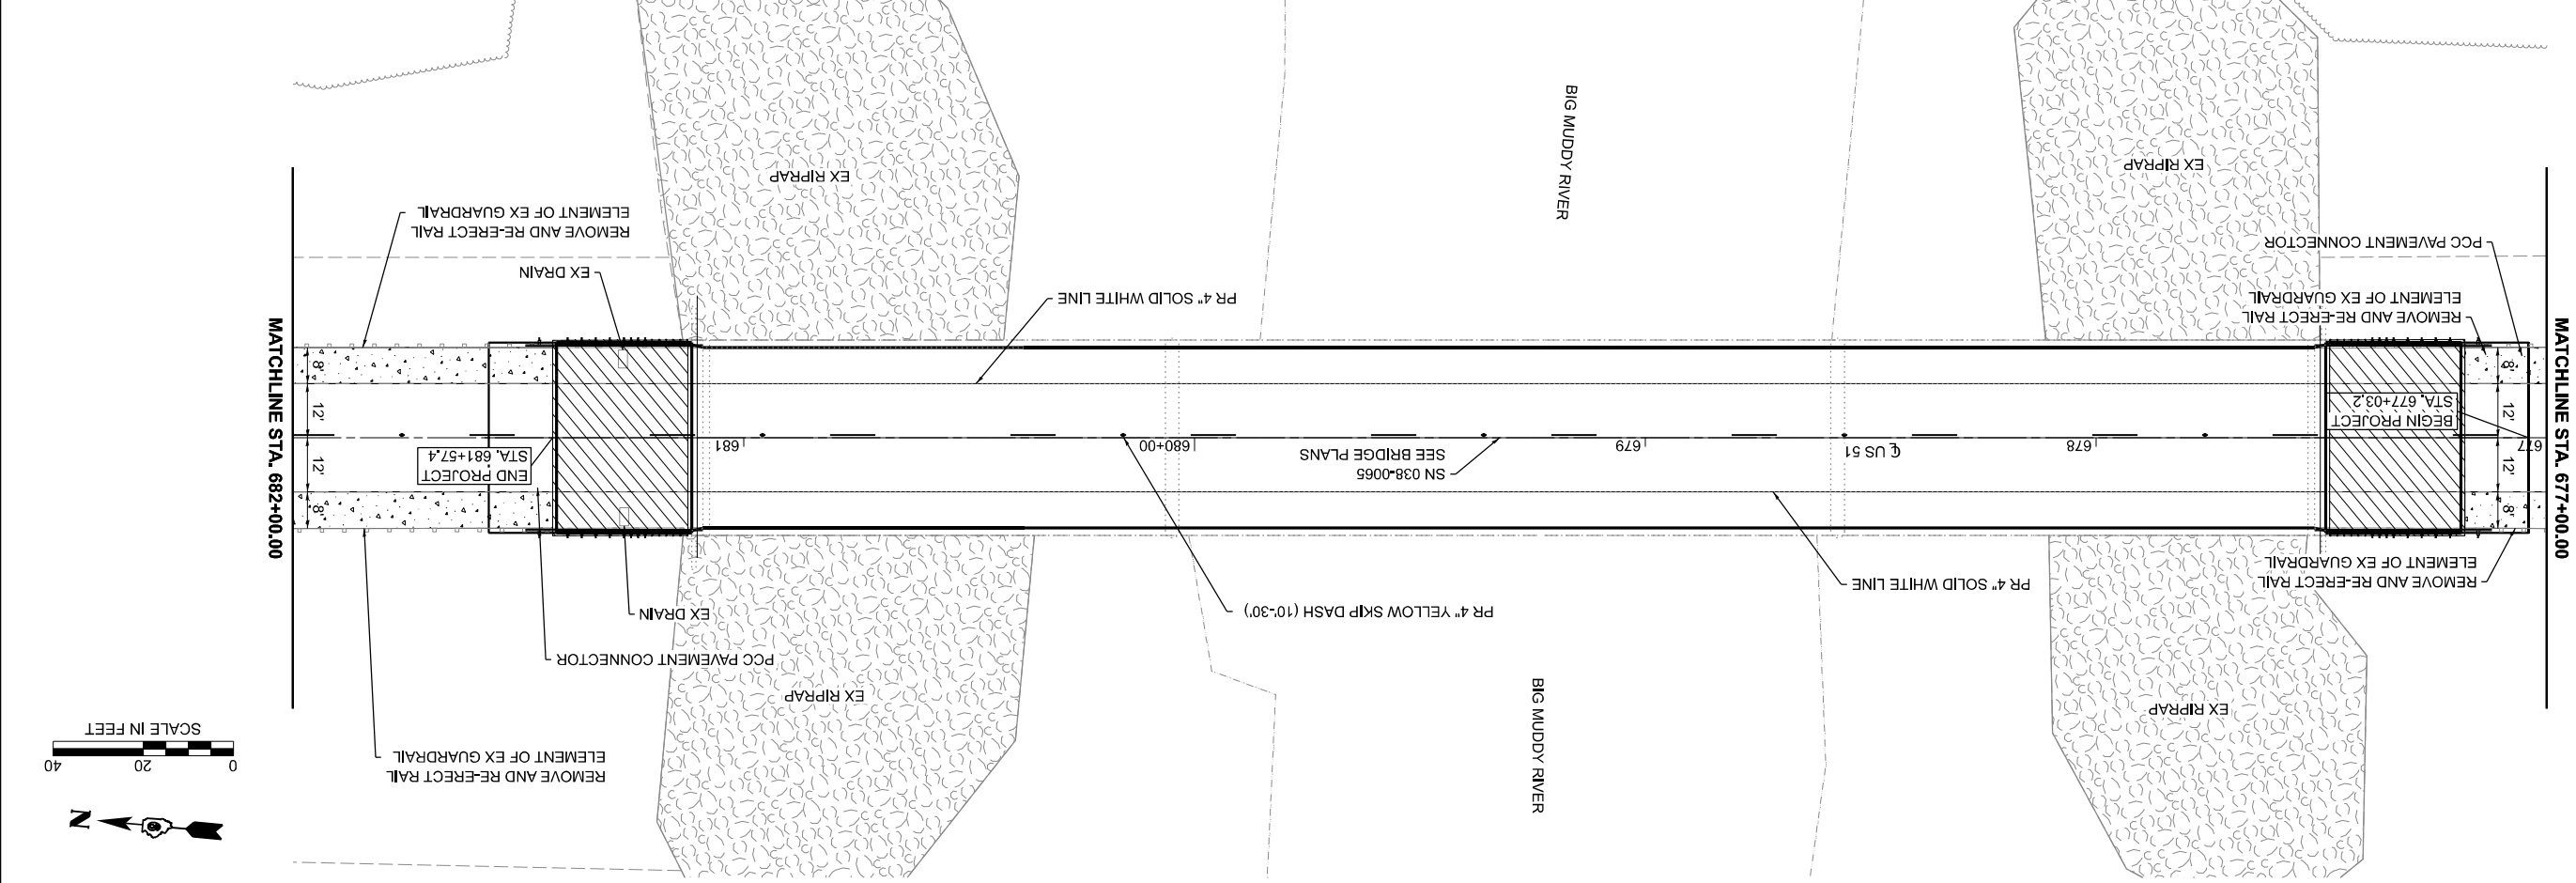 MATCHLINE STA. 677+00.00
REMOVE AND RE-ERECT RAIL
ELEMENT OF EX GUARDRAIL
EX RIPRAP
PR 4" SOLID WHITE LINE
BIG MUDDY RIVER
PR 4" YELLOW SKIP DASH (10'-30')
EX DRAIN
PCC PAVEMENT CONNECTOR
EX RIPRAP
REMOVE AND RE-ERECT RAIL
ELEMENT OF EX GUARDRAIL
0
20
40
SCALE IN FEET
N
8'
12'
12'
8'
677
BEGIN PROJECT
STA. 677+03.2
678
℄ US 51
679
SN 038-0065
SEE BRIDGE PLANS
680+00
681
END PROJECT
STA. 681+57.4
8'
12'
12'
8'
MATCHLINE STA. 682+00.00
REMOVE AND RE-ERECT RAIL
ELEMENT OF EX GUARDRAIL
PCC PAVEMENT CONNECTOR
EX RIPRAP
BIG MUDDY RIVER
PR 4" SOLID WHITE LINE
EX RIPRAP
EX DRAIN
REMOVE AND RE-ERECT RAIL
ELEMENT OF EX GUARDRAIL